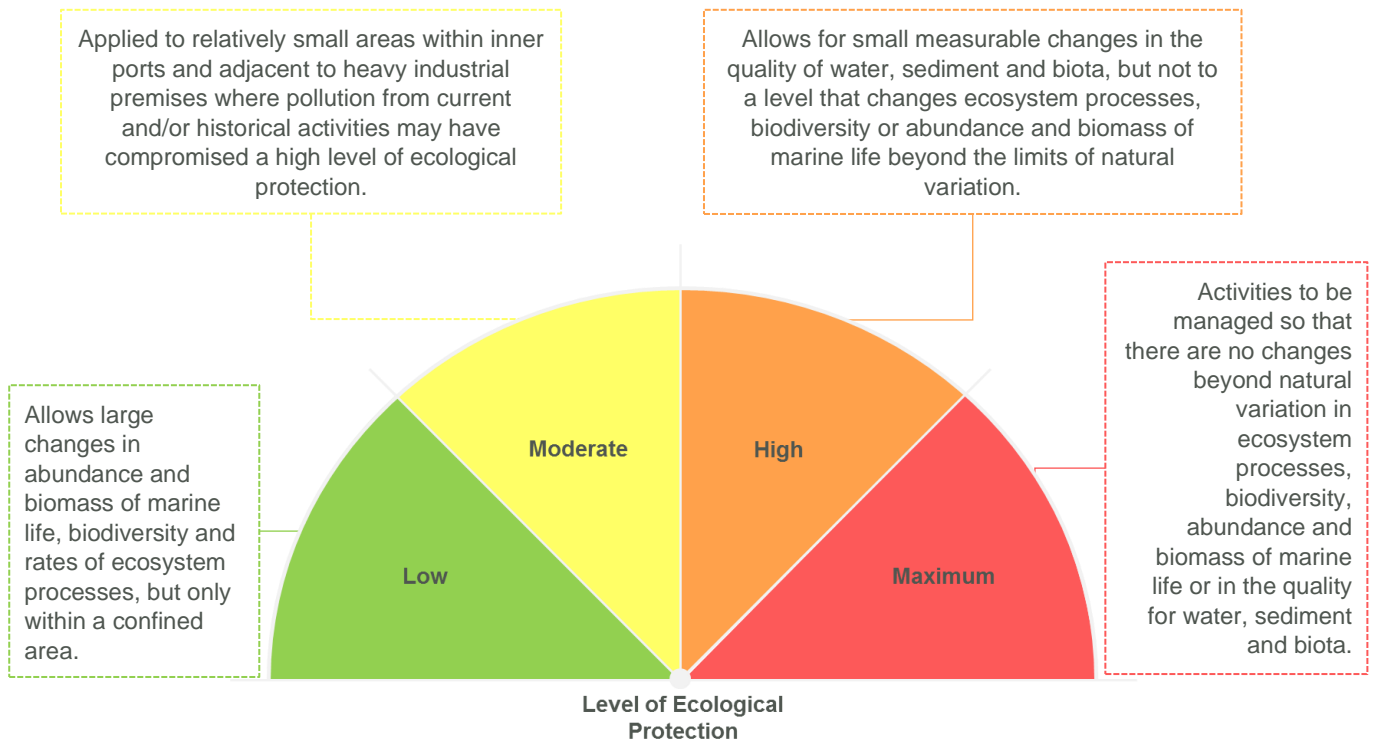 Applied to relatively small areas within inner
ports and adjacent to heavy industrial
premises where pollution from current
and/or historical activities may have
compromised a high level of ecological
protection.
Allows for small measurable changes in the
quality of water, sediment and biota, but not to
a level that changes ecosystem processes,
biodiversity or abundance and biomass of
marine life beyond the limits of natural
variation.
Allows large
changes in
abundance and
biomass of marine
life, biodiversity and
rates of ecosystem
processes, but only
within a confined
area.
Activities to be
managed so that
there are no changes
beyond natural
variation in
ecosystem
processes,
biodiversity,
abundance and
biomass of marine
life or in the quality
for water, sediment
and biota.
Low
Moderate
High
Maximum
Level of Ecological
Protection